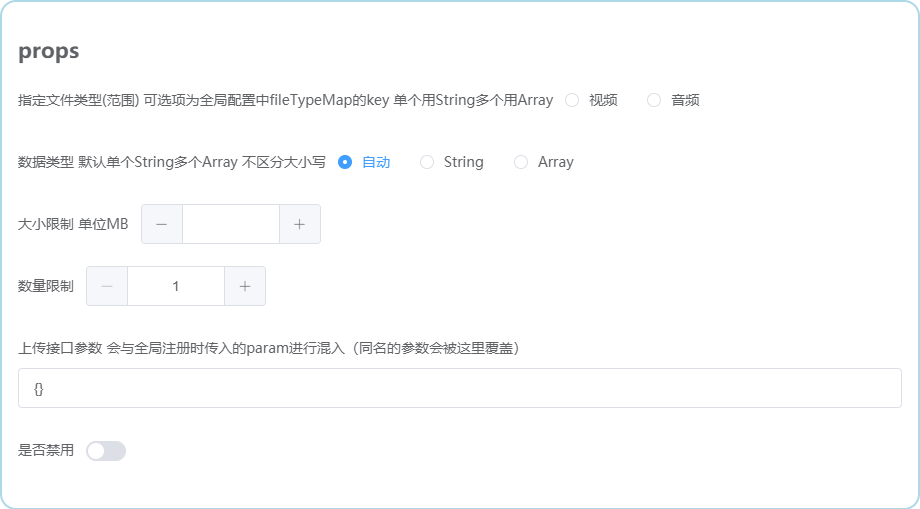 props
指定文件类型(范围) 可选项为全局配置中fileTypeMap的key 单个用String多个用Array 视频 音频
数据类型 默认单个String多个Array 不区分大小写 自动 String Array
大小限制 单位MB − +
数量限制 − 1 +
上传接口参数 会与全局注册时传入的param进行混入（同名的参数会被这里覆盖）
{}
是否禁用